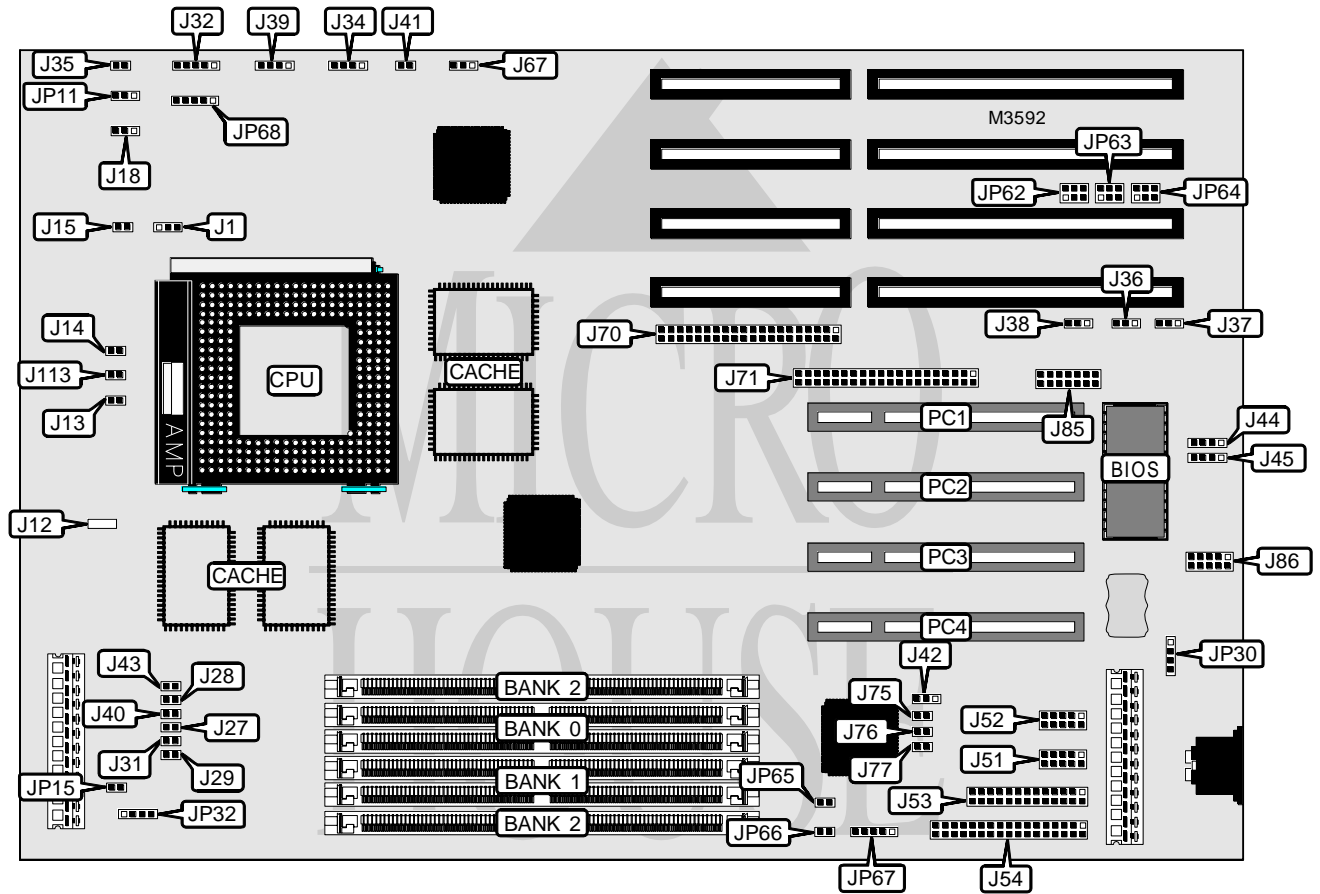 J32 J39 J34 J41
J35 J67
JP11 JP68
M3592
J18 JP63
JP62 JP64
J15 J1
J36
J14 J38 J37
J70
J113 CPU CACHE J71
J13 PC1 J85 J44
AMP BIOS J45
PC2
J12
PC3 J86
CACHE
PC4
MICRO
HOUSE
J43 J28 BANK 2 J42 JP30
J40 J27 BANK 0 J75 J52
J76
J31 J29 BANK 1 J77 J51
JP15 JP65 J53
JP32 BANK 2 JP66
JP67 J54